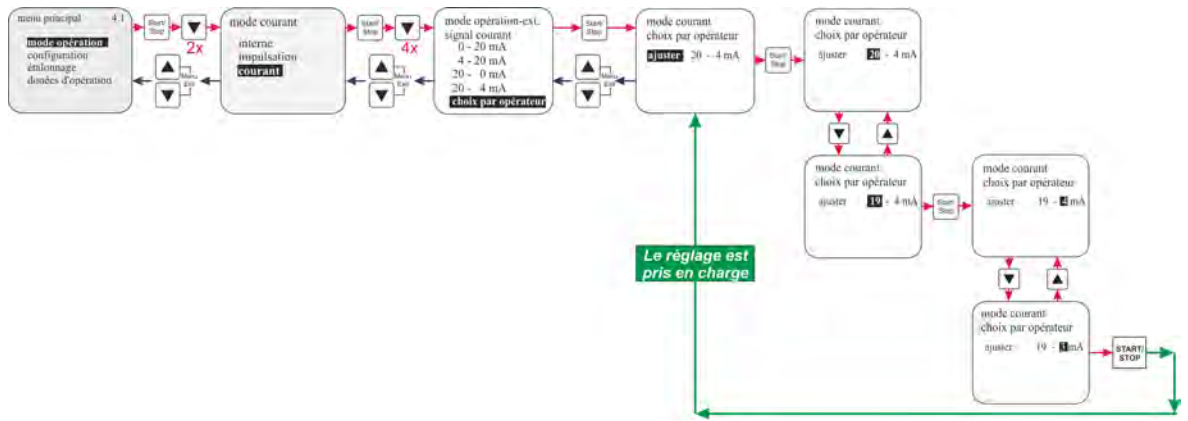 menu principal 4.1
mode opération
configuration
étalonnage
données d'opération
Start/
Stop
2x
Menu
Exit
mode courant
interne
impulsation
courant
Start/
Stop
4x
Menu
Exit
mode opération-ext.
signal courant
0 - 20 mA
4 - 20 mA
20 - 0 mA
20 - 4 mA
choix par opérateur
Start/
Stop
Menu
Exit
mode courant
choix par opérateur
ajuster 20 - 4 mA
Start/
Stop
mode courant
choix par opérateur
ajuster 20 - 4 mA
mode courant
choix par opérateur
ajuster 19 - 4 mA
Start/
Stop
mode courant
choix par opérateur
ajuster 19 - 4 mA
mode courant
choix par opérateur
ajuster 19 - 3 mA
START/
STOP
Le réglage est
pris en charge